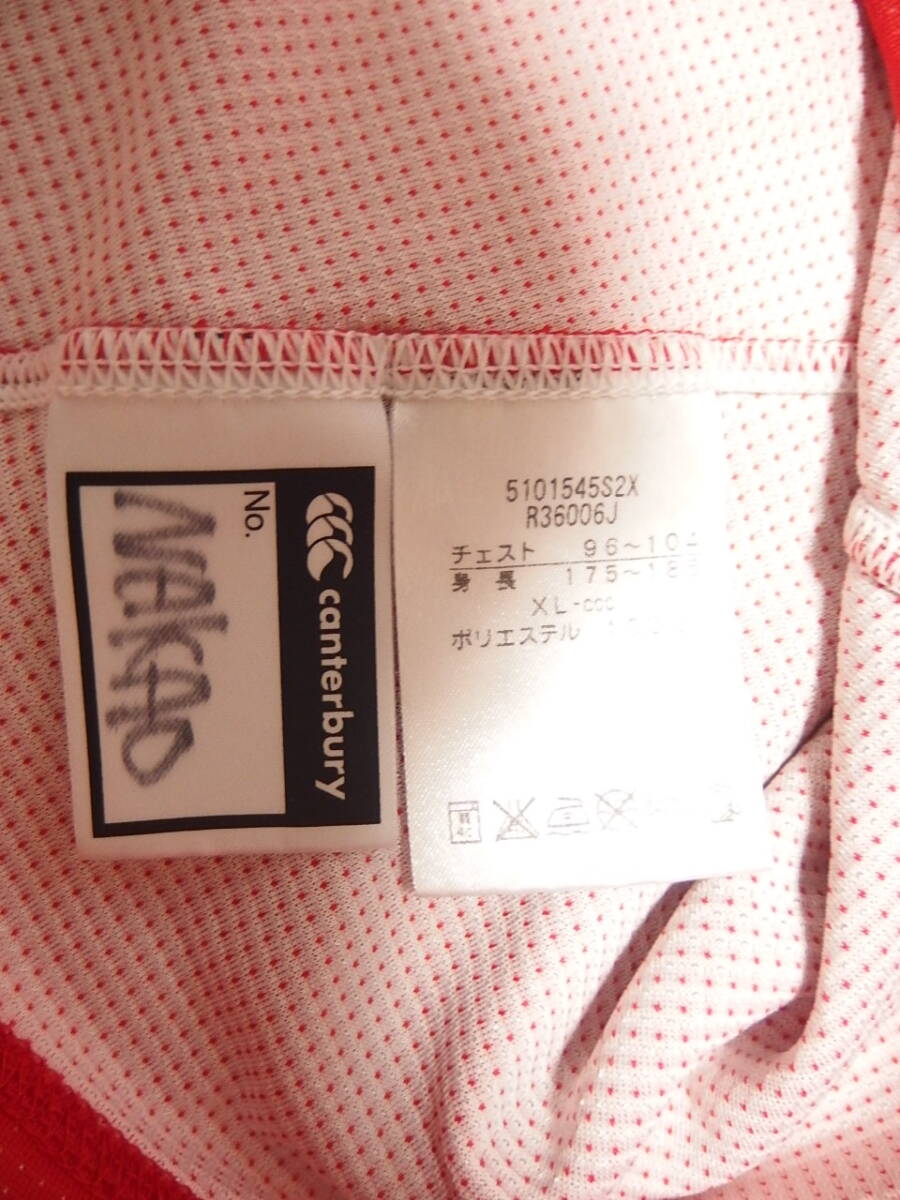 No.
NAKAO
canterbury
5101545S2X
R36006J
チェスト 96~104
身長 175~185
XL-ccc
ポリエステル